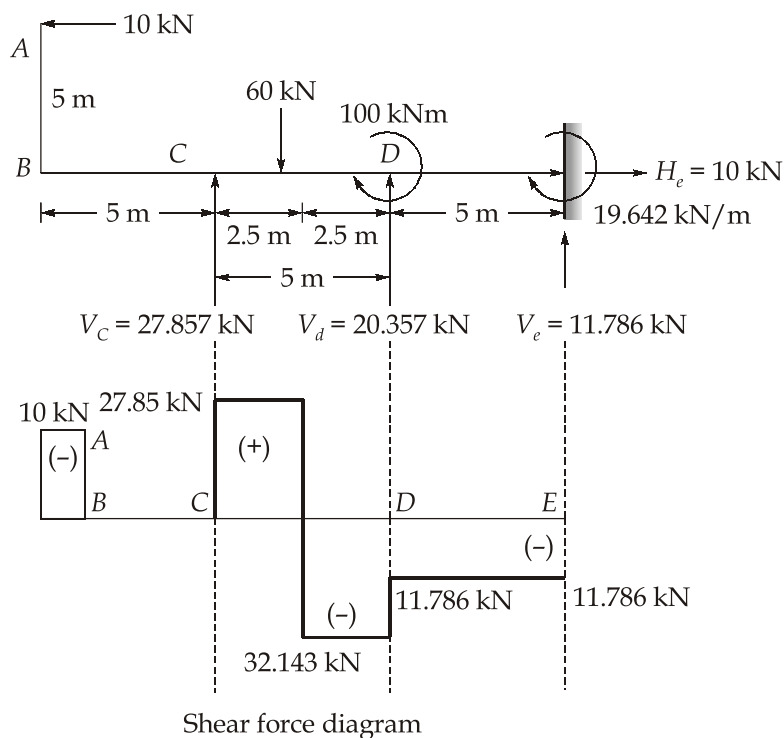 10 kN
A
5 m
60 kN
100 kNm
B
C
D
H_e = 10 kN
5 m
2.5 m
2.5 m
5 m
19.642 kN/m
5 m
V_C = 27.857 kN
V_d = 20.357 kN
V_e = 11.786 kN
10 kN
27.85 kN
(–)
A
(+)
B
C
D
E
(–)
(–)
11.786 kN
11.786 kN
32.143 kN
Shear force diagram